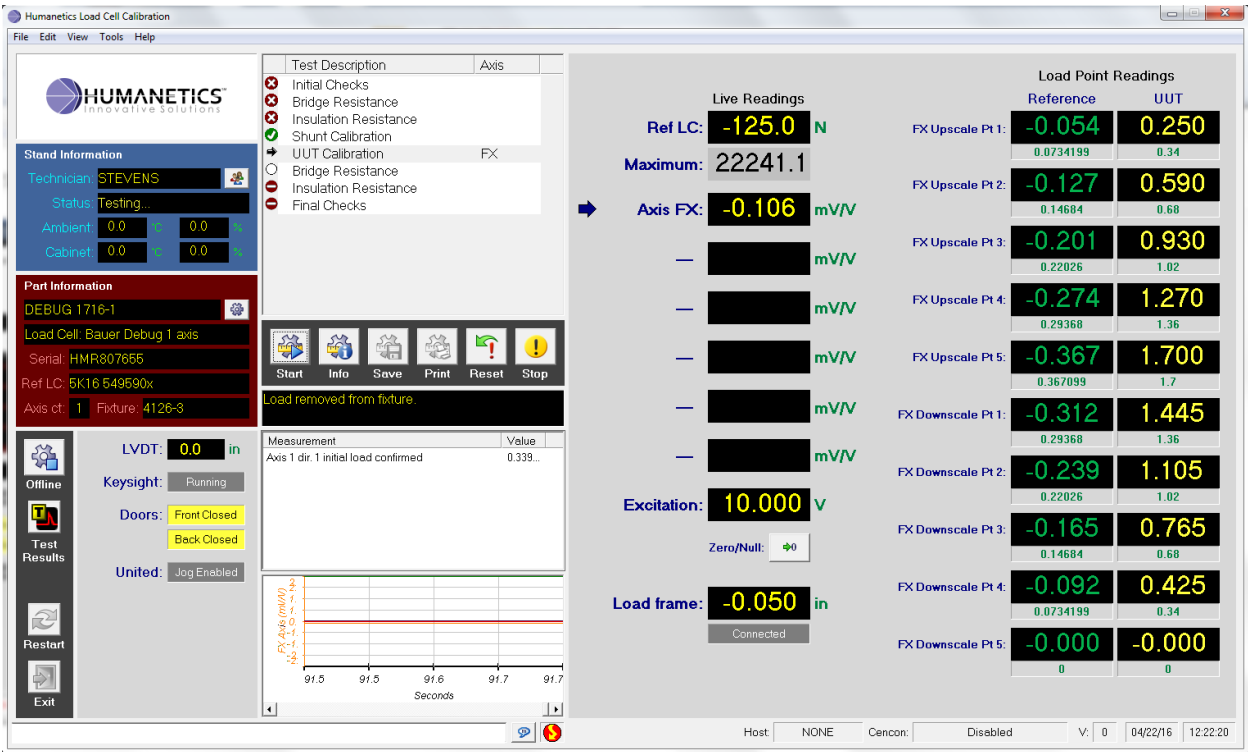 Humanetics Load Cell Calibration
File Edit View Tools Help
HUMANETICS
Innovative Solutions
Stand Information
Technician: STEVENS
Status: Testing...
Ambient: 0.0 °C 0.0 %
Cabinet: 0.0 °C 0.0 %
Part Information
DEBUG 1716-1
Load Cell: Bauer Debug 1 axis
Serial: HMR807655
Ref LC: 5K16 549590x
Axis ct: 1 Fixture: 4126-3
Offline
Test Results
Restart
Exit
LVDT: 0.0 in
Keysight: Running
Doors: Front Closed
Back Closed
United: Jog Enabled
Test Description Axis
Initial Checks
Bridge Resistance
Insulation Resistance
Shunt Calibration
UUT Calibration FX
Bridge Resistance
Insulation Resistance
Final Checks
Start Info Save Print Reset Stop
Load removed from fixture.
Measurement Value
Axis 1 dir. 1 initial load confirmed 0.339...
FX Axis (mV/V)
91.5 91.5 91.6 91.7 91.7
Seconds
Live Readings
Ref LC: -125.0 N
Maximum: 22241.1
Axis FX: -0.106 mV/V
— mV/V
— mV/V
— mV/V
— mV/V
— mV/V
Excitation: 10.000 V
Zero/Null: 0
Load frame: -0.050 in
Connected
Load Point Readings
Reference UUT
FX Upscale Pt 1: -0.054 0.250
0.0734199 0.34
FX Upscale Pt 2: -0.127 0.590
0.14684 0.68
FX Upscale Pt 3: -0.201 0.930
0.22026 1.02
FX Upscale Pt 4: -0.274 1.270
0.29368 1.36
FX Upscale Pt 5: -0.367 1.700
0.367099 1.7
FX Downscale Pt 1: -0.312 1.445
0.29368 1.36
FX Downscale Pt 2: -0.239 1.105
0.22026 1.02
FX Downscale Pt 3: -0.165 0.765
0.14684 0.68
FX Downscale Pt 4: -0.092 0.425
0.0734199 0.34
FX Downscale Pt 5: -0.000 -0.000
0 0
Host: NONE Cencon: Disabled V: 0 04/22/16 12:22:20